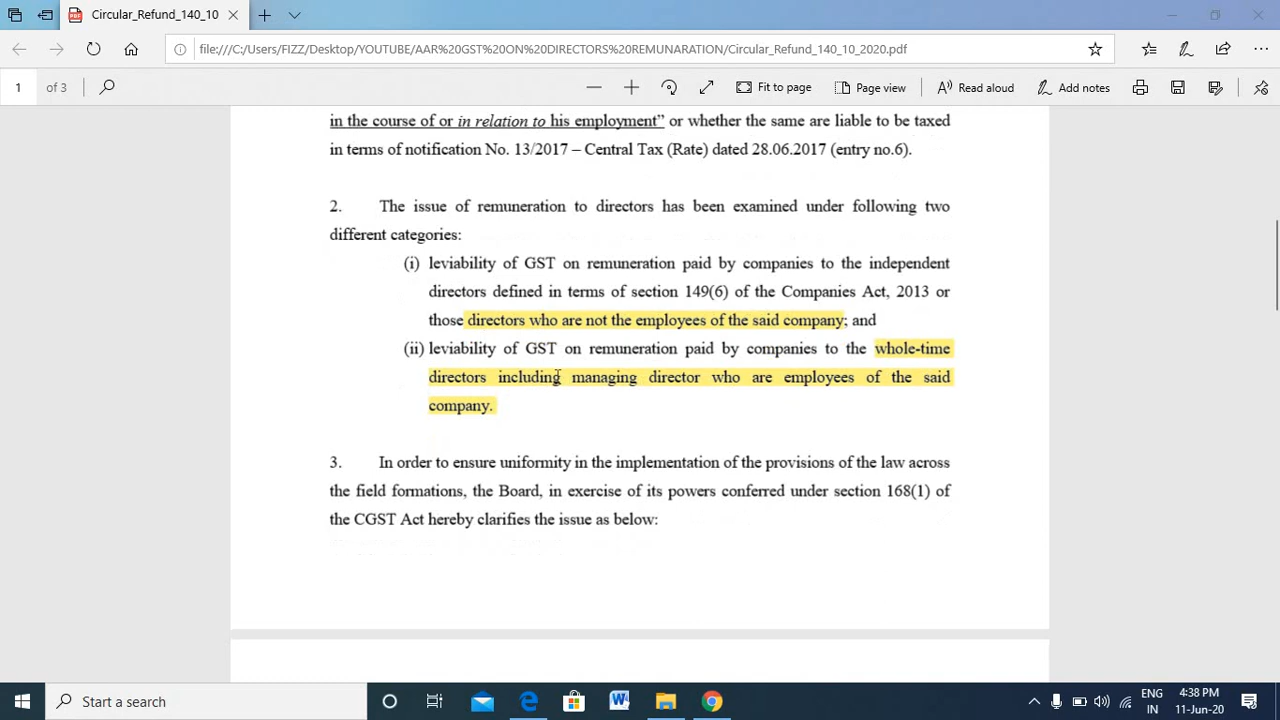 Circular_Refund_140_10
file:///C:/Users/FIZZ/Desktop/YOUTUBE/AAR%20GST%20ON%20DIRECTORS%20REMUNARATION/Circular_Refund_140_10_2020.pdf
1 of 3 Fit to page Page view Read aloud Add notes
in the course of or in relation to his employment” or whether the same are liable to be taxed
in terms of notification No. 13/2017 – Central Tax (Rate) dated 28.06.2017 (entry no.6).
2. The issue of remuneration to directors has been examined under following two
different categories:
(i) leviability of GST on remuneration paid by companies to the independent
directors defined in terms of section 149(6) of the Companies Act, 2013 or
those directors who are not the employees of the said company; and
(ii) leviability of GST on remuneration paid by companies to the whole-time
directors including managing director who are employees of the said
company.
3. In order to ensure uniformity in the implementation of the provisions of the law across
the field formations, the Board, in exercise of its powers conferred under section 168(1) of
the CGST Act hereby clarifies the issue as below:
Start a search
ENG
IN
4:38 PM
11-Jun-20